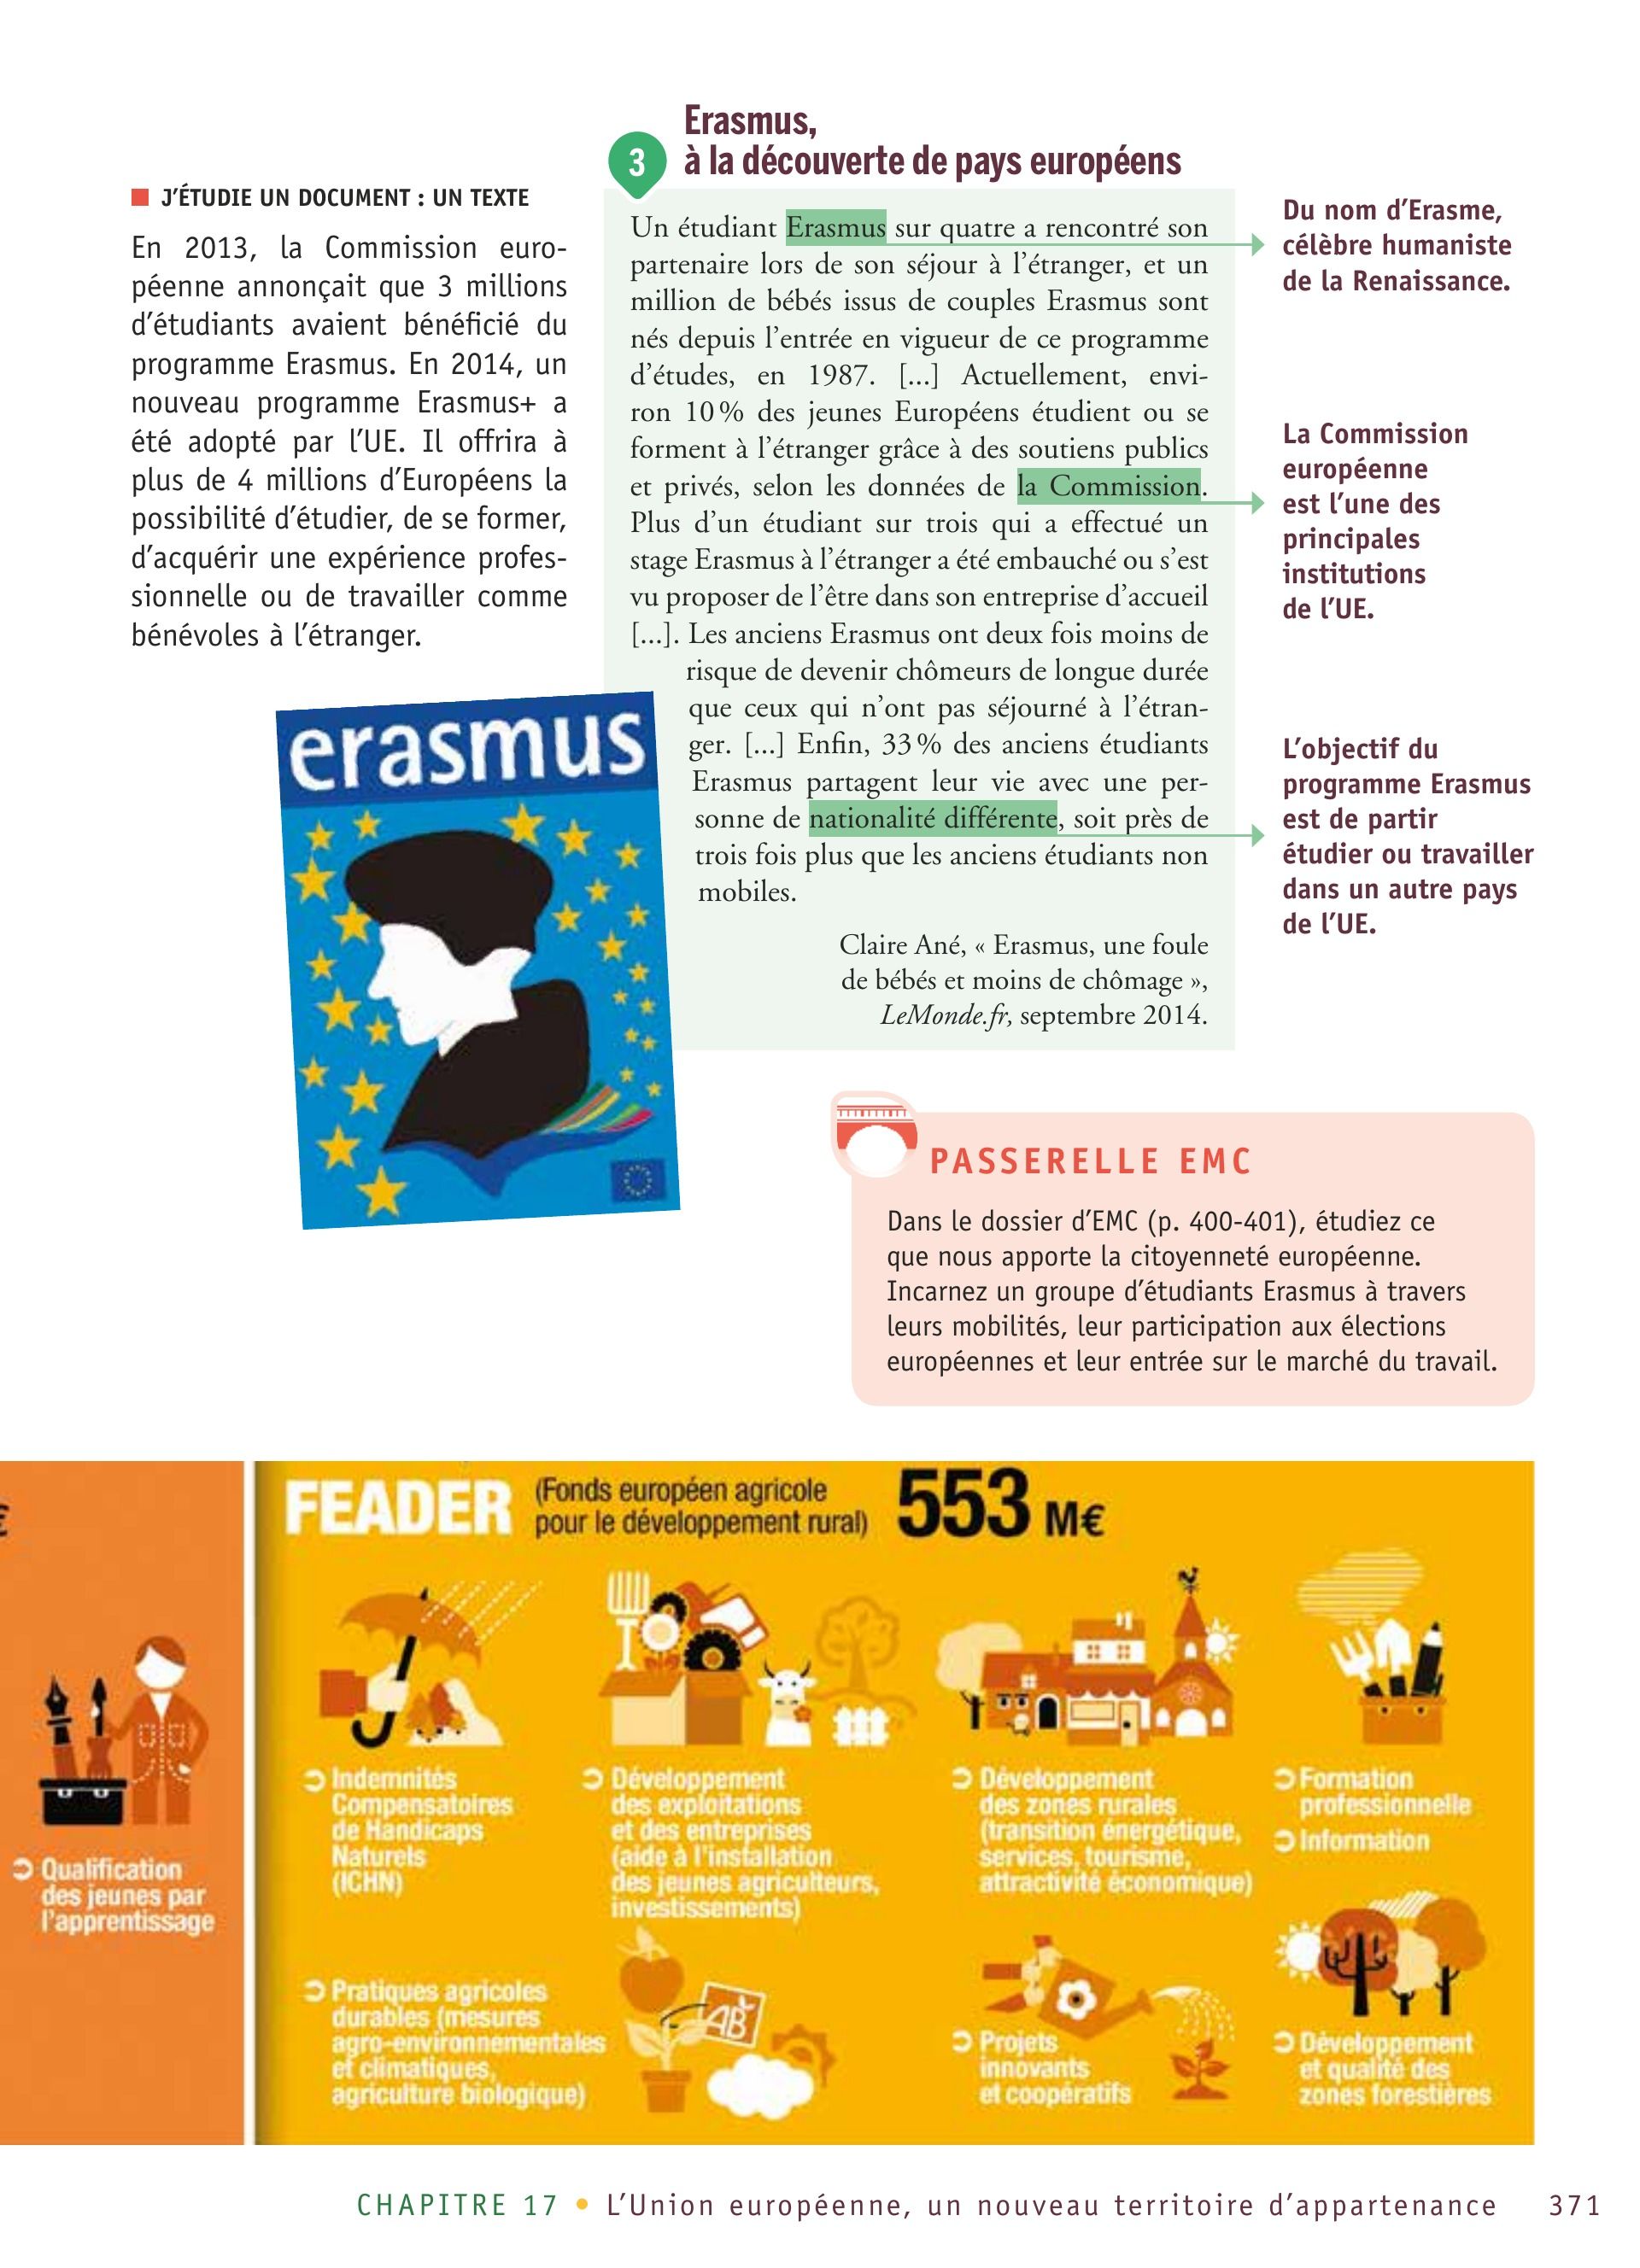 ■ J’ÉTUDIE UN DOCUMENT : UN TEXTE
En 2013, la Commission euro-
péenne annonçait que 3 millions
d’étudiants avaient bénéficié du
programme Erasmus. En 2014, un
nouveau programme Erasmus+ a
été adopté par l’UE. Il offrira à
plus de 4 millions d’Européens la
possibilité d’étudier, de se former,
d’acquérir une expérience profes-
sionnelle ou de travailler comme
bénévoles à l’étranger.
3
Erasmus,
à la découverte de pays européens
Un étudiant Erasmus sur quatre a rencontré son
partenaire lors de son séjour à l’étranger, et un
million de bébés issus de couples Erasmus sont
nés depuis l’entrée en vigueur de ce programme
d’études, en 1987. [...] Actuellement, envi-
ron 10 % des jeunes Européens étudient ou se
forment à l’étranger grâce à des soutiens publics
et privés, selon les données de la Commission.
Plus d’un étudiant sur trois qui a effectué un
stage Erasmus à l’étranger a été embauché ou s’est
vu proposer de l’être dans son entreprise d’accueil
[...]. Les anciens Erasmus ont deux fois moins de
risque de devenir chômeurs de longue durée
que ceux qui n’ont pas séjourné à l’étran-
ger. [...] Enfin, 33 % des anciens étudiants
Erasmus partagent leur vie avec une per-
sonne de nationalité différente, soit près de
trois fois plus que les anciens étudiants non
mobiles.
Claire Ané, « Erasmus, une foule
de bébés et moins de chômage »,
LeMonde.fr, septembre 2014.
Du nom d’Erasme,
célèbre humaniste
de la Renaissance.
La Commission
européenne
est l’une des
principales
institutions
de l’UE.
L’objectif du
programme Erasmus
est de partir
étudier ou travailler
dans un autre pays
de l’UE.
erasmus
PASSERELLE EMC
Dans le dossier d’EMC (p. 400-401), étudiez ce
que nous apporte la citoyenneté européenne.
Incarnez un groupe d’étudiants Erasmus à travers
leurs mobilités, leur participation aux élections
européennes et leur entrée sur le marché du travail.
€
Qualification
des jeunes par
l’apprentissage
FEADER (Fonds européen agricole
pour le développement rural) 553 M€
Indemnités
Compensatoires
de Handicaps
Naturels
(ICHN)
Développement
des exploitations
et des entreprises
(aide à l’installation
des jeunes agriculteurs,
investissements)
Développement
des zones rurales
(transition énergétique,
services, tourisme,
attractivité économique)
Formation
professionnelle
Information
Pratiques agricoles
durables (mesures
agro-environnementales
et climatiques,
agriculture biologique)
AB
Projets
innovants
et coopératifs
Développement
et qualité des
zones forestières
CHAPITRE 17 • L’Union européenne, un nouveau territoire d’appartenance 371